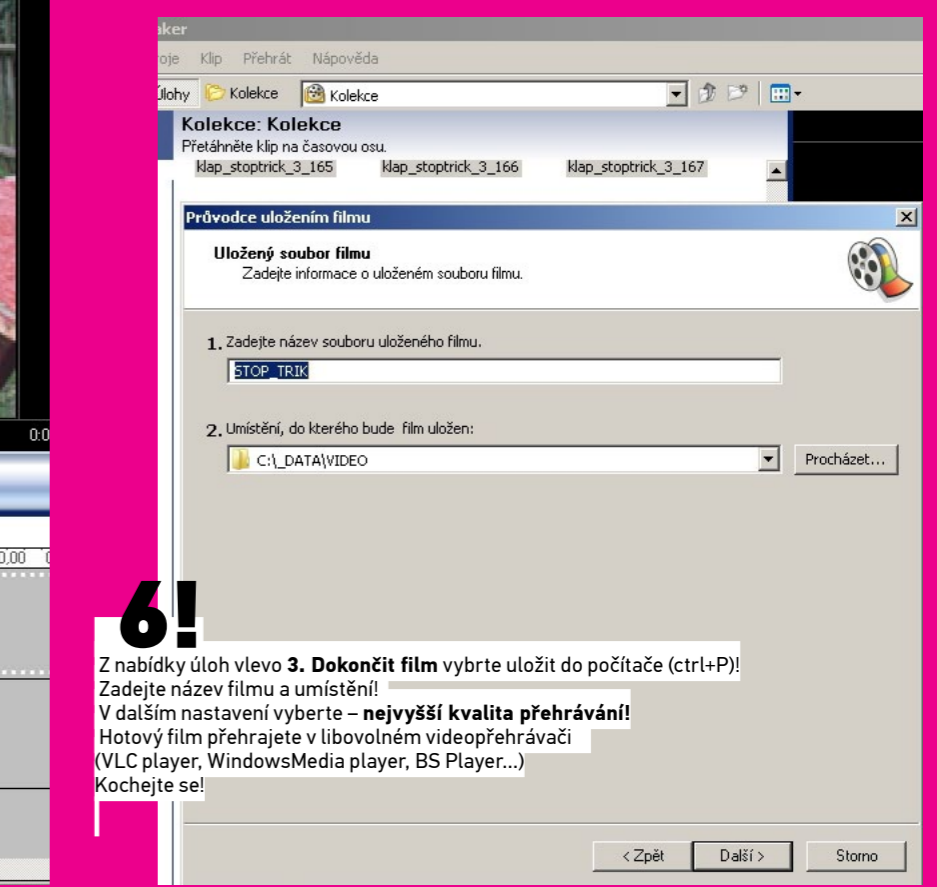 aker
oje Klip Přehrát Nápověda
Úlohy Kolekce Kolekce
Kolekce: Kolekce
Přetáhněte klip na časovou osu.
klap_stoptrick_3_165 klap_stoptrick_3_166 klap_stoptrick_3_167
Průvodce uložením filmu
Uložený soubor filmu
Zadejte informace o uloženém souboru filmu.
1. Zadejte název souboru uloženého filmu.
STOP_TRIK
2. Umístění, do kterého bude film uložen:
C:\_DATA\VIDEO Procházet...
0:0
0,00
6!
Z nabídky úloh vlevo 3. Dokončit film vybrte uložit do počítače (ctrl+P)!
Zadejte název filmu a umístění!
V dalším nastavení vyberte – nejvyšší kvalita přehrávání!
Hotový film přehrajete v libovolném videopřehrávači
(VLC player, WindowsMedia player, BS Player...)
Kochejte se!
< Zpět Další > Storno